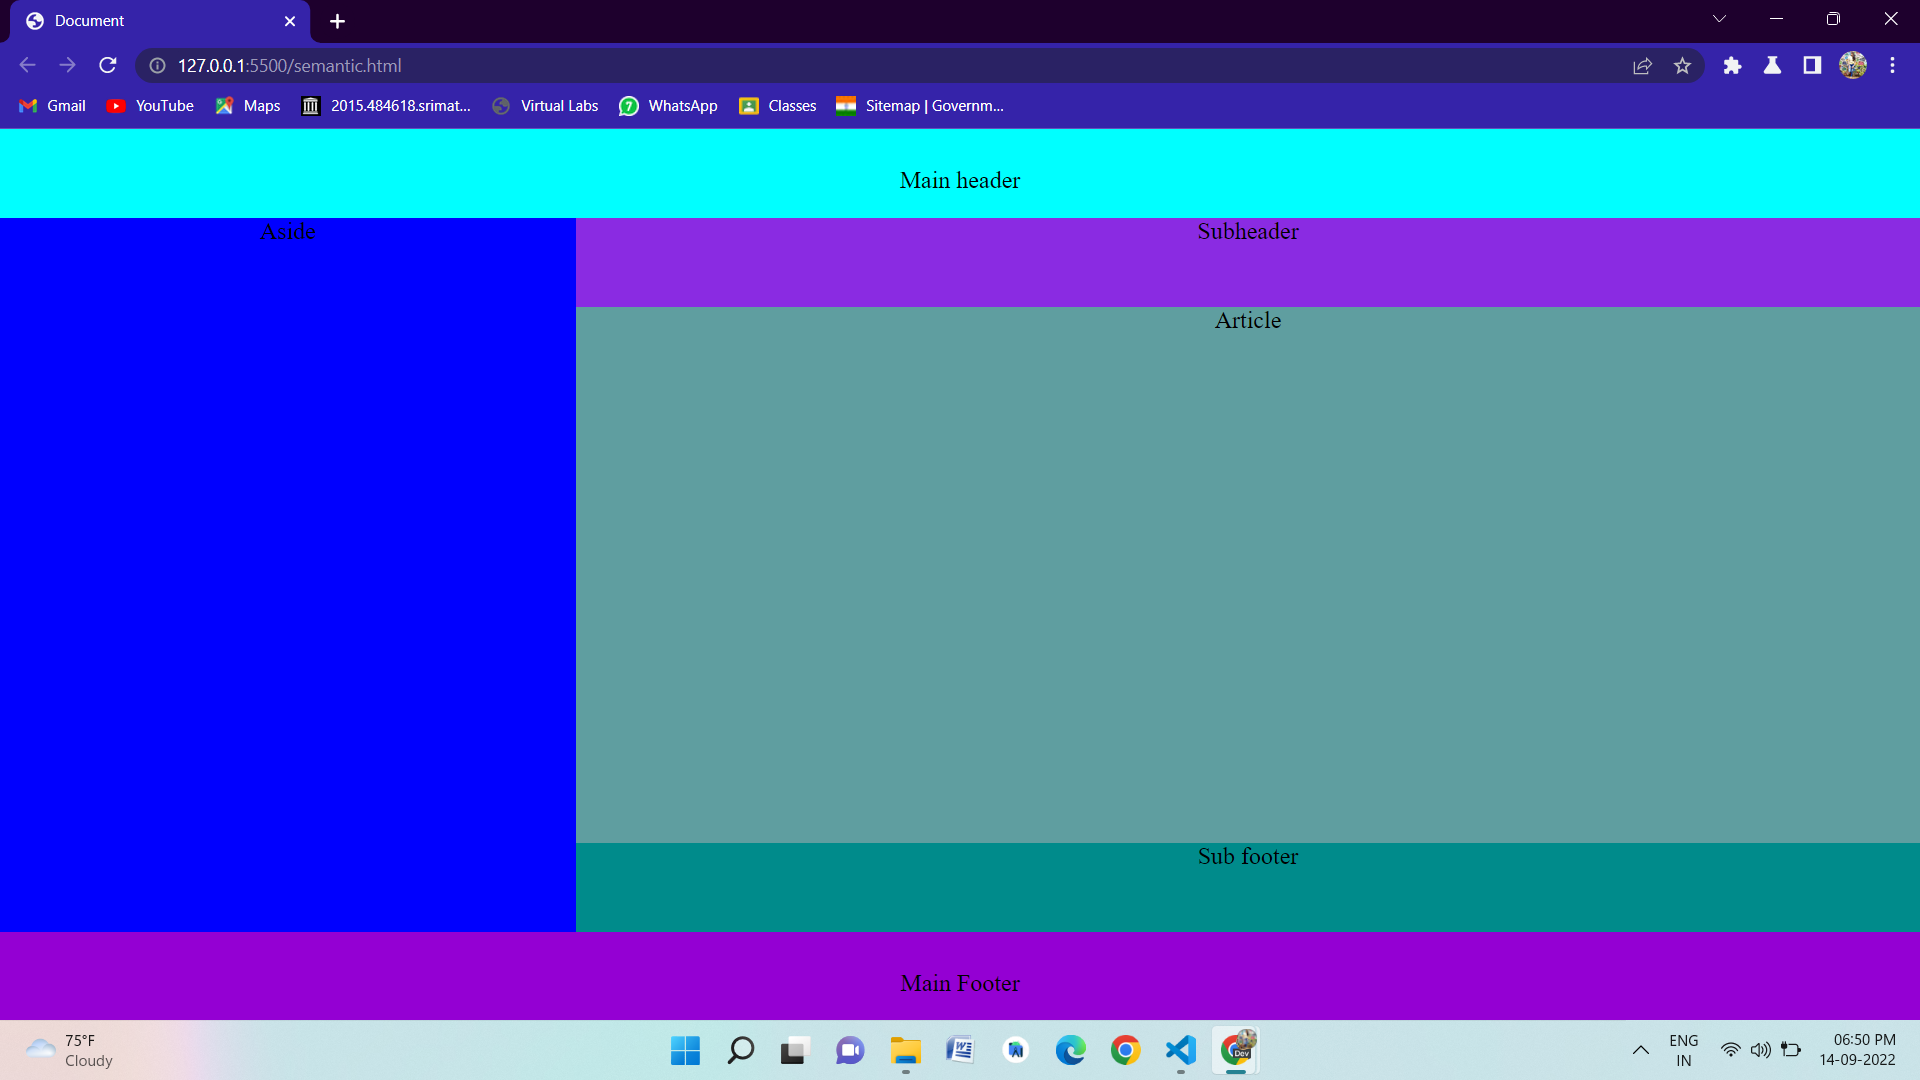 Document
127.0.0.1:5500/semantic.html
Gmail YouTube Maps 2015.484618.srimat... Virtual Labs WhatsApp Classes Sitemap | Governm...
Main header
Aside
Subheader
Article
Sub footer
Main Footer
75°F
Cloudy
Dev
ENG
IN
06:50 PM
14-09-2022